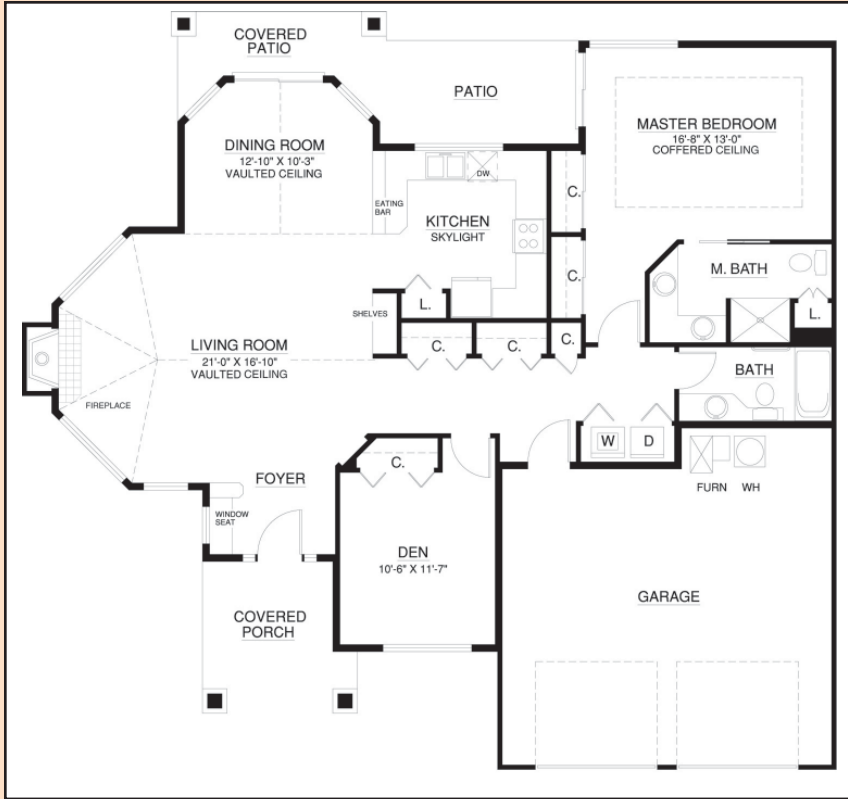 COVERED
PATIO
PATIO
DINING ROOM
12'-10" X 10'-3"
VAULTED CEILING
MASTER BEDROOM
16'-8" X 13'-0"
COFFERED CEILING
DW
EATING
BAR
C.
KITCHEN
SKYLIGHT
C.
M. BATH
L.
L.
SHELVES
LIVING ROOM
21'-0" X 16'-10"
VAULTED CEILING
C.
C.
C.
BATH
FIREPLACE
W
D
C.
FOYER
FURN
WH
WINDOW
SEAT
DEN
10'-6" X 11'-7"
GARAGE
COVERED
PORCH